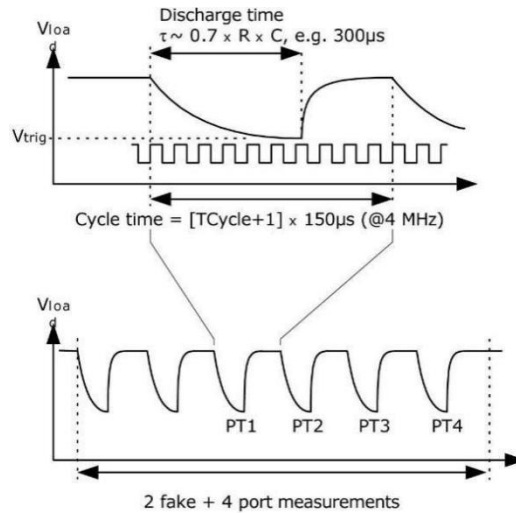 Discharge time
τ~ 0.7 x R x C, e.g. 300µs
Vloa
d
Vtrig
Cycle time = [TCycle+1] x 150µs (@4 MHz)
Vloa
d
PT1 PT2 PT3 PT4
2 fake + 4 port measurements